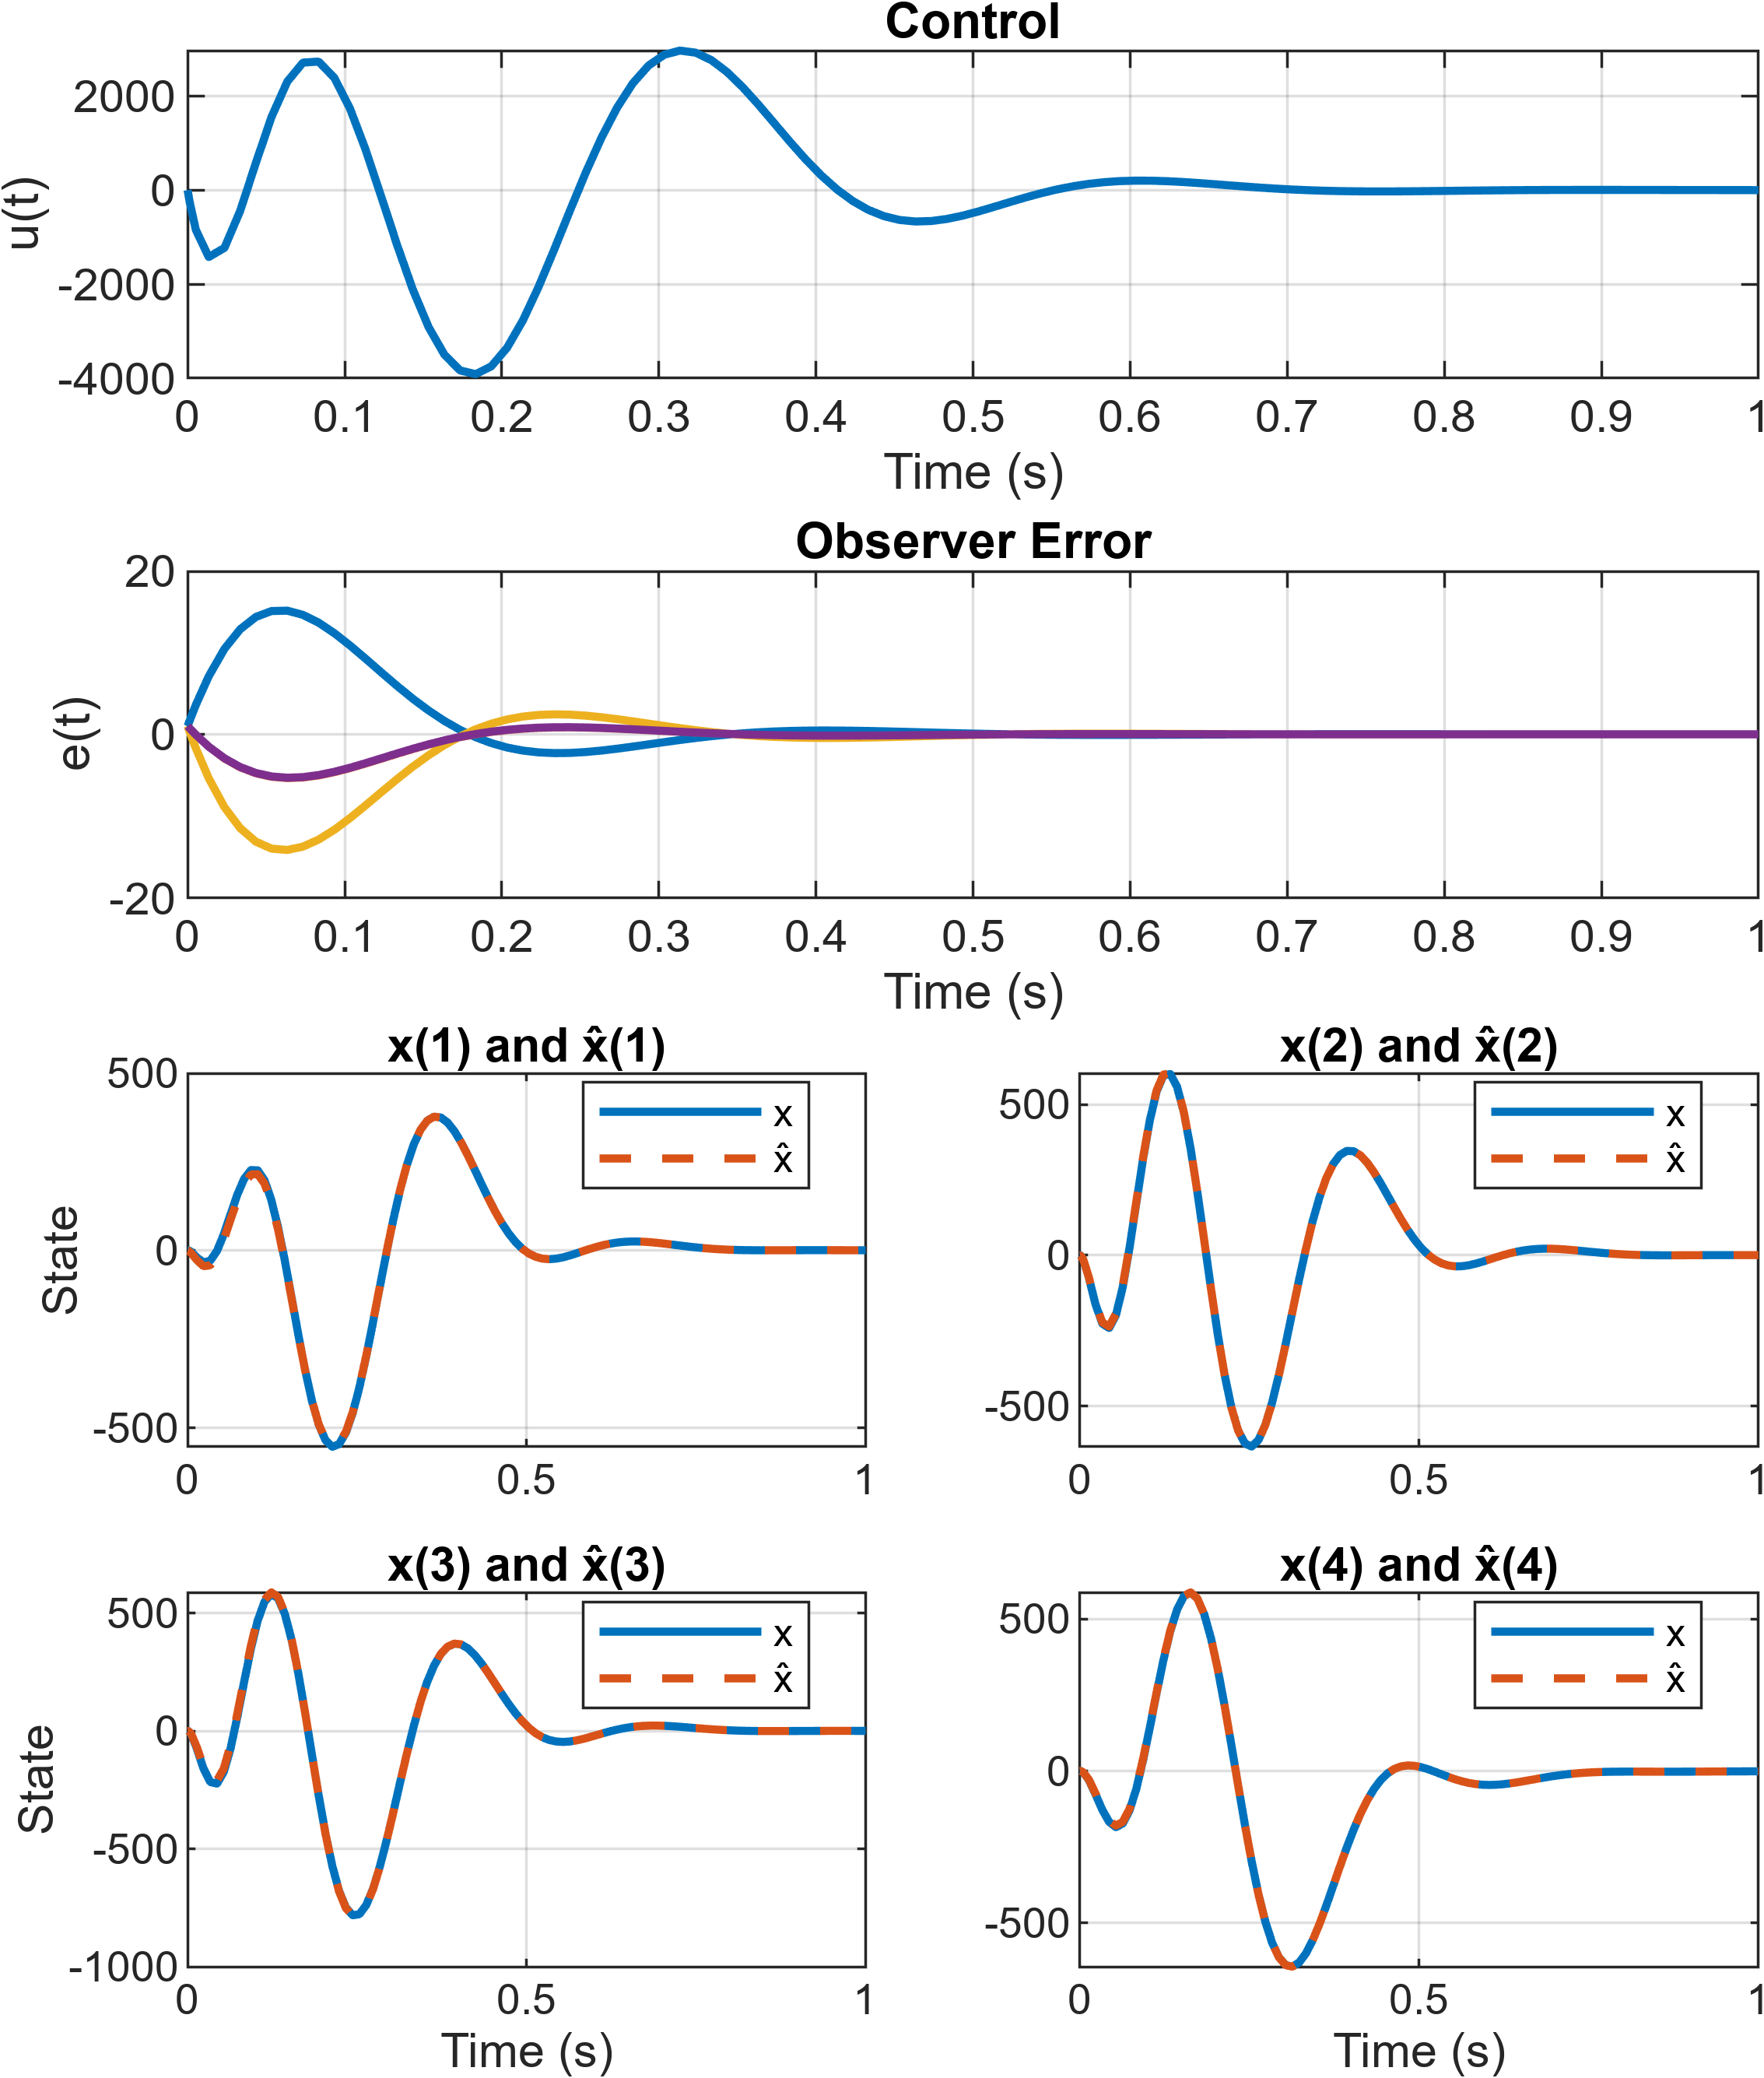 Control
2000
0
-2000
-4000
u(t)
0 0.1 0.2 0.3 0.4 0.5 0.6 0.7 0.8 0.9 1
Time (s)
Observer Error
20
0
-20
e(t)
0 0.1 0.2 0.3 0.4 0.5 0.6 0.7 0.8 0.9 1
Time (s)
x(1) and x̂(1)
500
0
-500
State
x
x̂
0 0.5 1
x(2) and x̂(2)
500
0
-500
x
x̂
0 0.5 1
x(3) and x̂(3)
500
0
-500
-1000
State
x
x̂
0 0.5 1
Time (s)
x(4) and x̂(4)
500
0
-500
x
x̂
0 0.5 1
Time (s)